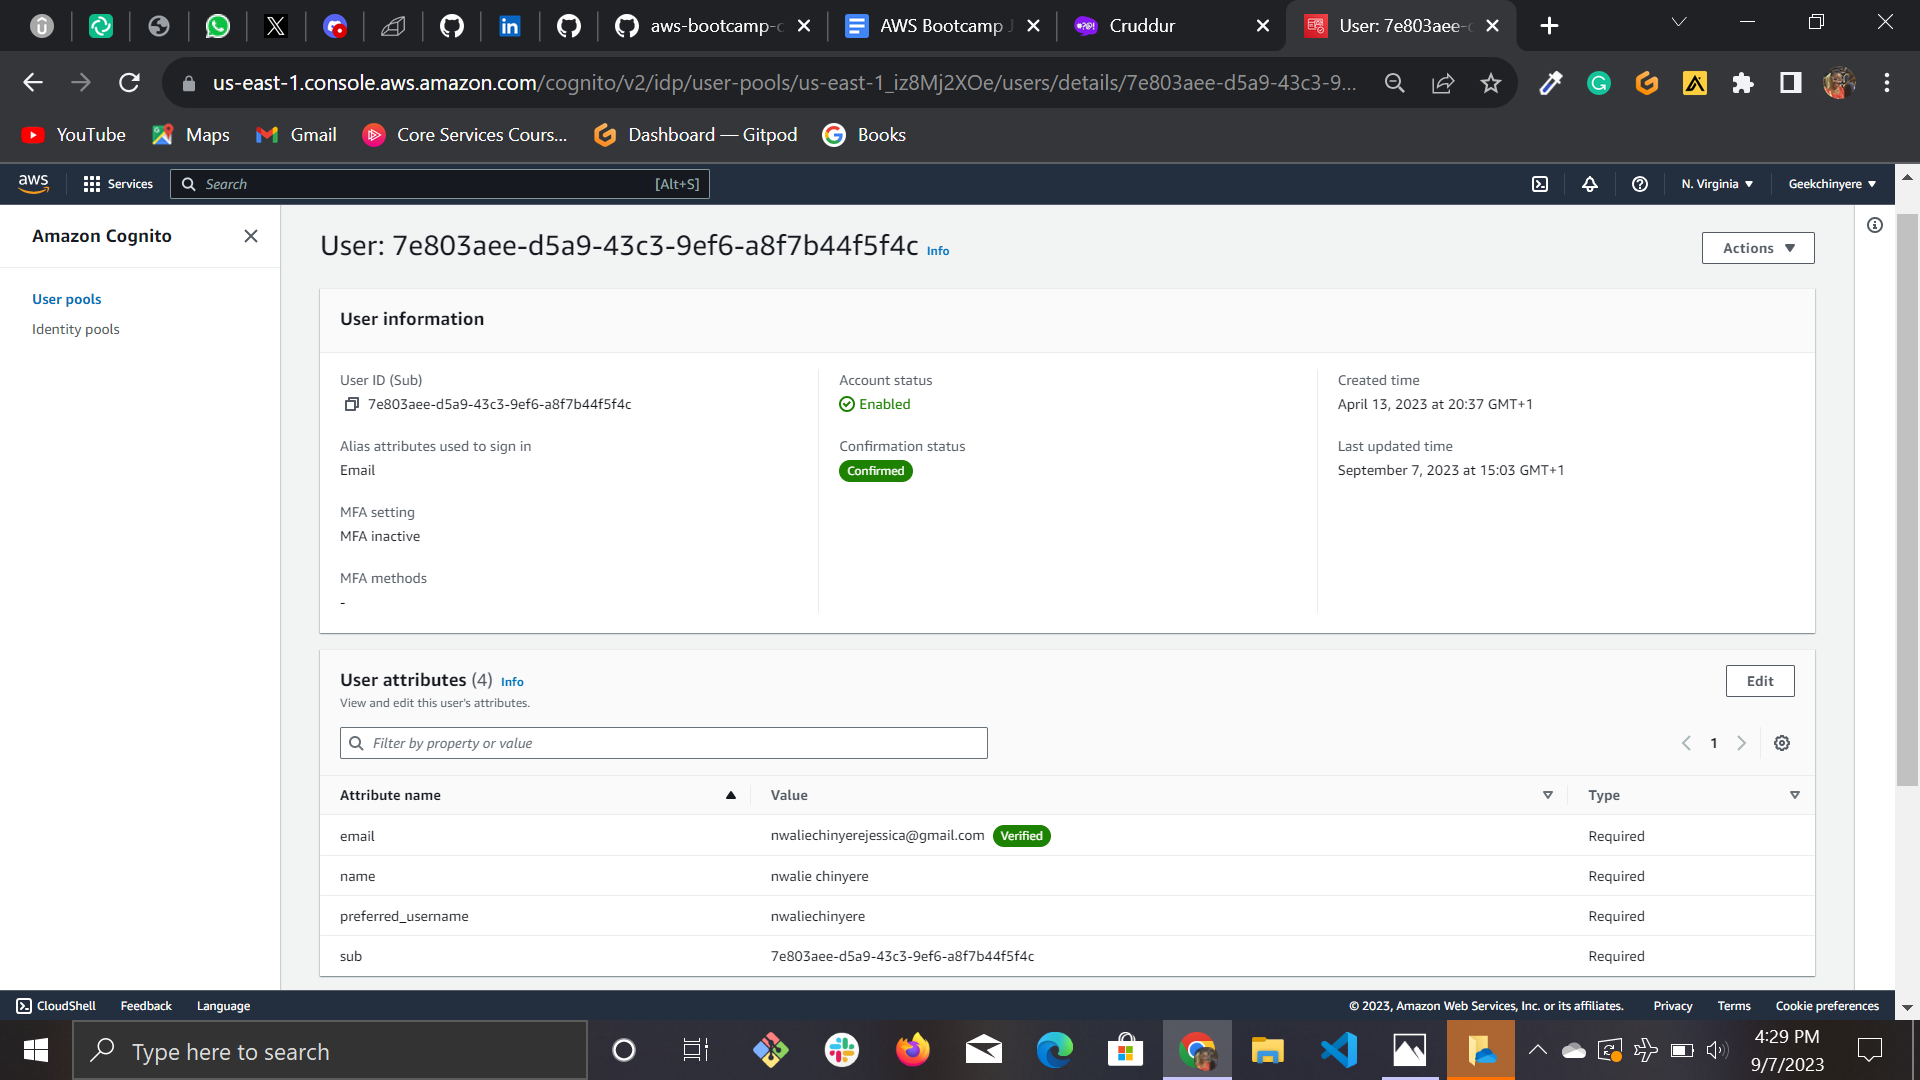 aws-bootcamp-c
AWS Bootcamp J
Cruddur
User: 7e803aee-c
us-east-1.console.aws.amazon.com/cognito/v2/idp/user-pools/us-east-1_iz8Mj2XOe/users/details/7e803aee-d5a9-43c3-9...
YouTube
Maps
Gmail
Core Services Cours...
Dashboard — Gitpod
Books
aws
Services
Search
[Alt+S]
N. Virginia
Geekchinyere
Amazon Cognito
User pools
Identity pools
User: 7e803aee-d5a9-43c3-9ef6-a8f7b44f5f4c Info
Actions
User information
User ID (Sub)
7e803aee-d5a9-43c3-9ef6-a8f7b44f5f4c
Alias attributes used to sign in
Email
MFA setting
MFA inactive
MFA methods
-
Account status
Enabled
Confirmation status
Confirmed
Created time
April 13, 2023 at 20:37 GMT+1
Last updated time
September 7, 2023 at 15:03 GMT+1
User attributes (4) Info
View and edit this user's attributes.
Edit
Filter by property or value
1
Attribute name Value Type
email nwaliechinyerejessica@gmail.com Verified Required
name nwalie chinyere Required
preferred_username nwaliechinyere Required
sub 7e803aee-d5a9-43c3-9ef6-a8f7b44f5f4c Required
CloudShell Feedback Language
© 2023, Amazon Web Services, Inc. or its affiliates. Privacy Terms Cookie preferences
Type here to search
4:29 PM
9/7/2023